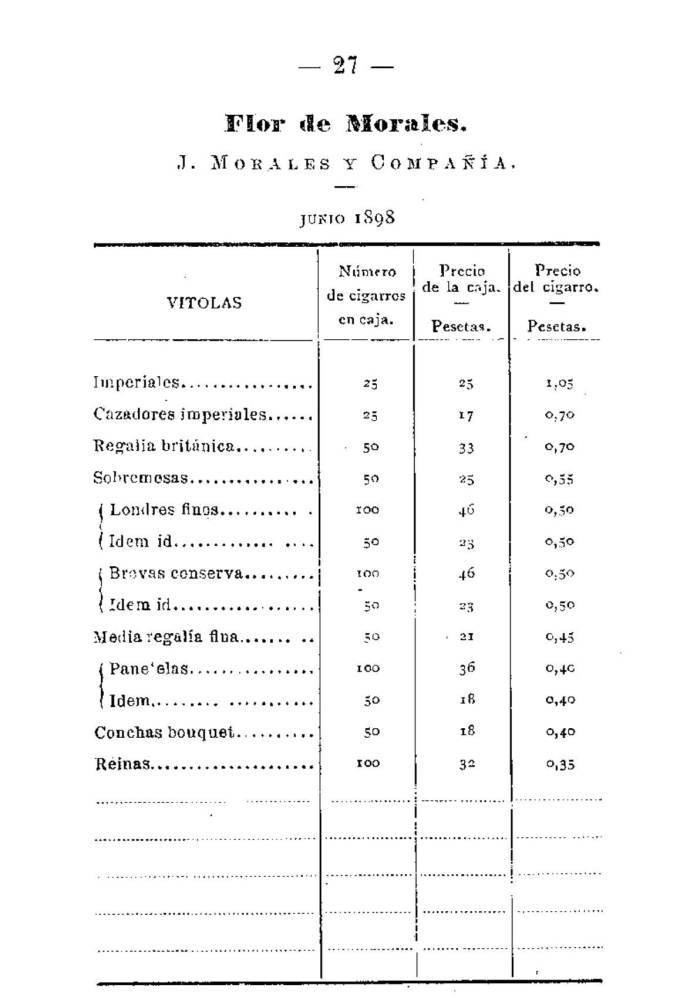 — 27 —
Flor de Morales.
J. MORALES Y COMPAÑÍA.
JUNIO 1898
VITOLAS
Número
de cigarros
en caja.
Precio
de la caja.
—
Pesetas.
Precio
del cigarro.
—
Pesetas.
Imperiales................. 25 25 1,05
Cazadores imperiales...... 25 17 0,70
Regalía británica.......... 50 33 0,70
Sobremesas................ 50 25 0,55
Londres finos........... 100 46 0,50
Idem id................. 50 23 0,50
Brevas conserva......... 100 46 0,50
Idem id................... 50 23 0,50
Media regalía fina....... .. 50 21 0,45
Panetelas................. 100 36 0,40
Idem...................... 50 18 0,40
Conchas bouquet.......... 50 18 0,40
Reinas...................... 100 32 0,35